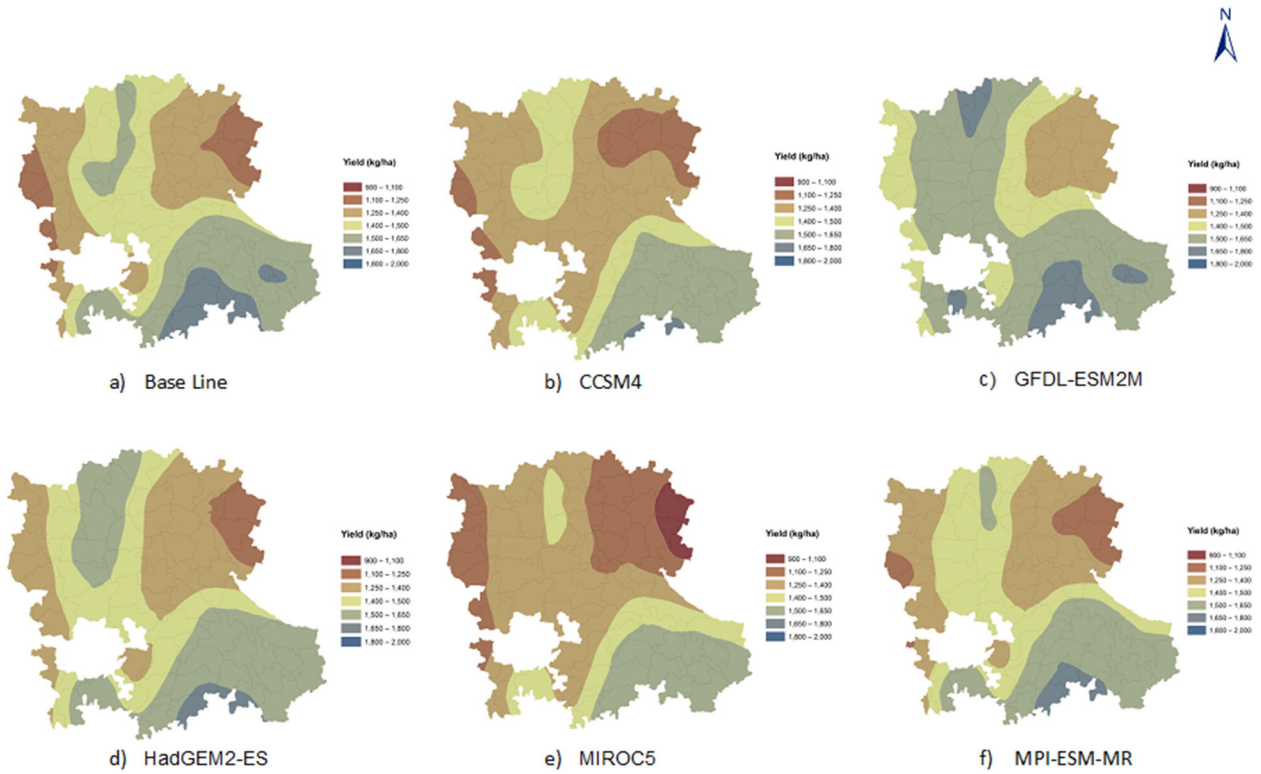 N
Yield (kg/ha)
900 – 1,100
1,100 – 1,250
1,250 – 1,400
1,400 – 1,500
1,500 – 1,650
1,650 – 1,800
1,800 – 2,000
a) Base Line
Yield (kg/ha)
900 – 1,100
1,100 – 1,250
1,250 – 1,400
1,400 – 1,500
1,500 – 1,650
1,650 – 1,800
1,800 – 2,000
b) CCSM4
Yield (kg/ha)
900 – 1,100
1,100 – 1,250
1,250 – 1,400
1,400 – 1,500
1,500 – 1,650
1,650 – 1,800
1,800 – 2,000
c) GFDL-ESM2M
Yield (kg/ha)
900 – 1,100
1,100 – 1,250
1,250 – 1,400
1,400 – 1,500
1,500 – 1,650
1,650 – 1,800
1,800 – 2,000
d) HadGEM2-ES
Yield (kg/ha)
900 – 1,100
1,100 – 1,250
1,250 – 1,400
1,400 – 1,500
1,500 – 1,650
1,650 – 1,800
1,800 – 2,000
e) MIROC5
Yield (kg/ha)
900 – 1,100
1,100 – 1,250
1,250 – 1,400
1,400 – 1,500
1,500 – 1,650
1,650 – 1,800
1,800 – 2,000
f) MPI-ESM-MR